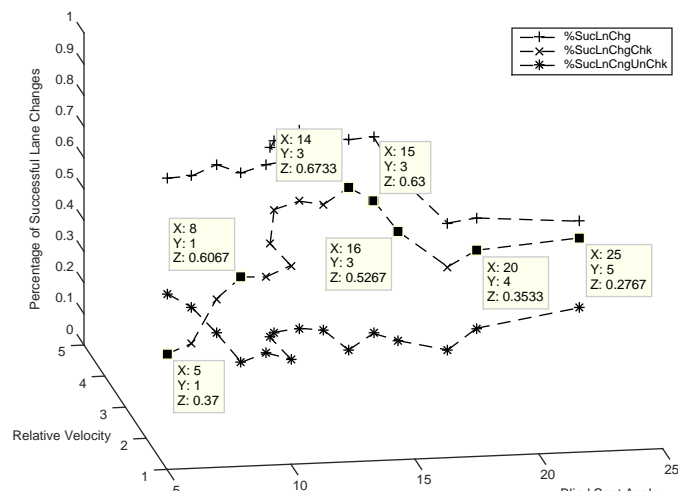 %SucLnChg
%SucLnChgChk
%SucLnCngUnChk
Percentage of Successful Lane Changes
1
0.9
0.8
0.7
0.6
0.5
0.4
0.3
0.2
0.1
0
X: 14
Y: 3
Z: 0.6733
X: 15
Y: 3
Z: 0.63
X: 8
Y: 1
Z: 0.6067
X: 16
Y: 3
Z: 0.5267
X: 20
Y: 4
Z: 0.3533
X: 25
Y: 5
Z: 0.2767
X: 5
Y: 1
Z: 0.37
5
4
3
2
1
Relative Velocity
5
10
15
20
25